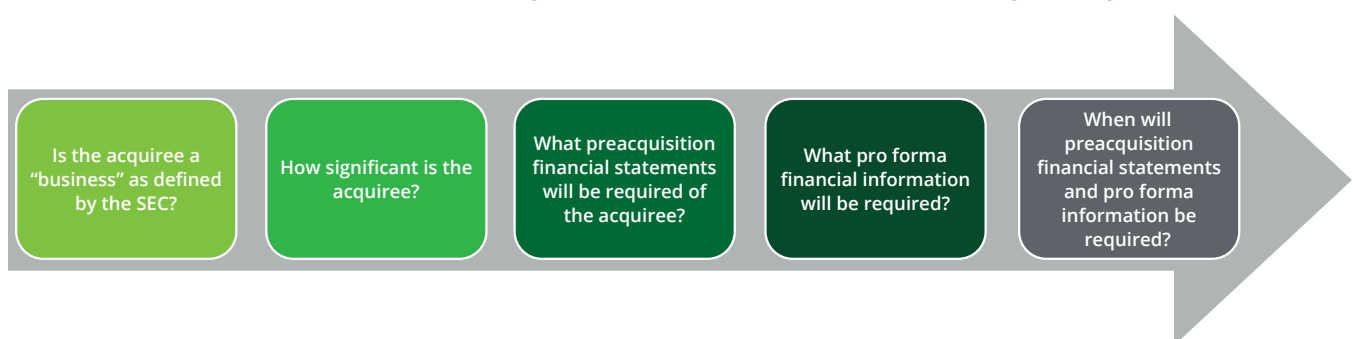 Is the acquiree a
“business” as defined
by the SEC?
How significant is the
acquiree?
What preacquisition
financial statements
will be required of
the acquiree?
What pro forma
financial information
will be required?
When will
preacquisition
financial statements
and pro forma
information be
required?